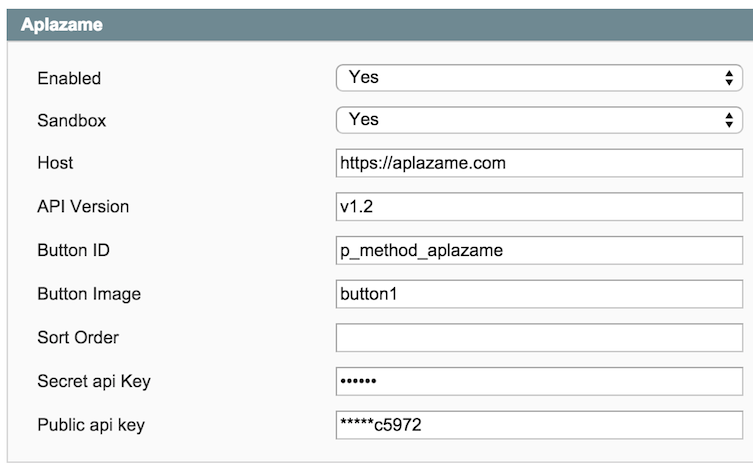 Aplazame
Enabled Yes
Sandbox Yes
Host https://aplazame.com
API Version v1.2
Button ID p_method_aplazame
Button Image button1
Sort Order
Secret api Key ••••••
Public api key *****c5972